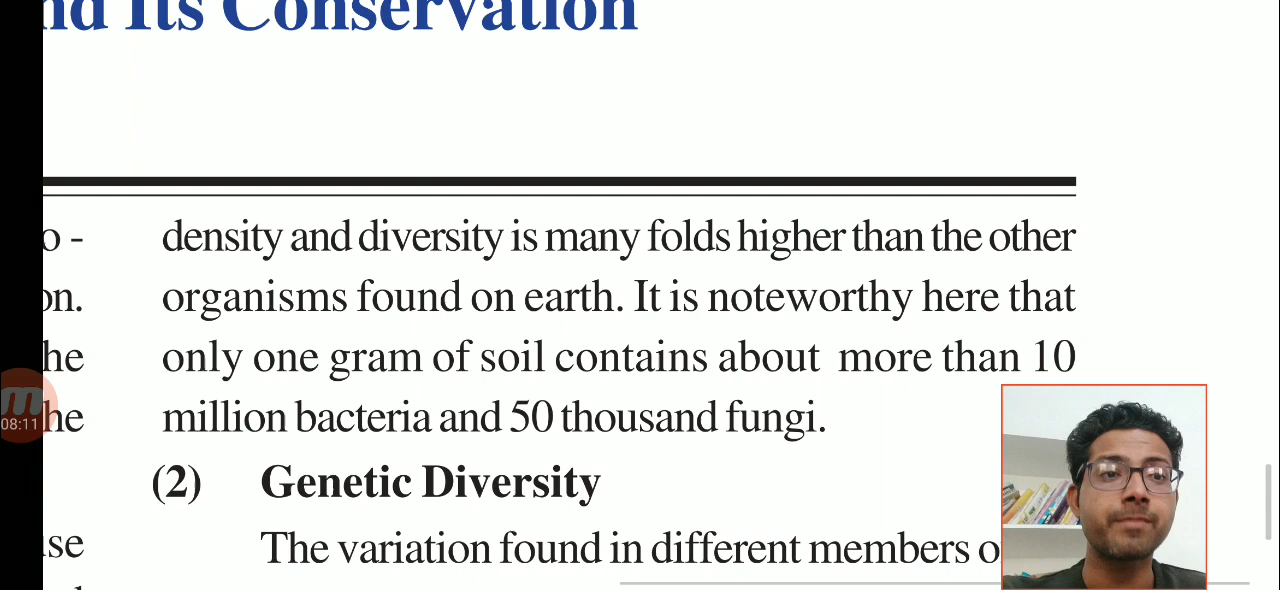 nd Its Conservation
o -
on.
he
he
use
density and diversity is many folds higher than the other
organisms found on earth. It is noteworthy here that
only one gram of soil contains about more than 10
million bacteria and 50 thousand fungi.
(2) Genetic Diversity
The variation found in different members o
08:11